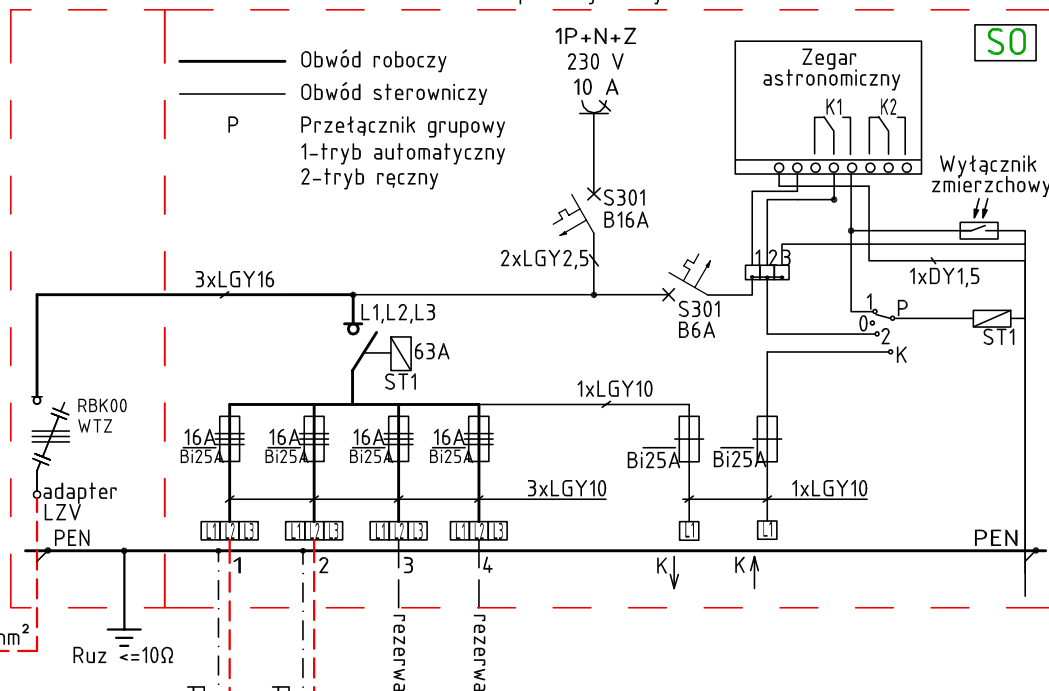 1P+N+Z
230 V
10 A
SO
Obwód roboczy
Obwód sterowniczy
P Przełącznik grupowy
1-tryb automatyczny
2-tryb ręczny
Zegar
astronomiczny
K1 K2
Wyłącznik
zmierzchowy
S301
B16A
2xLGY2,5
1 2 3
1xDY1,5
3xLGY16
S301
B6A
1
P
0
2
K
ST1
L1,L2,L3
63A
ST1
1xLGY10
RBK00
WTZ
16A 16A 16A 16A
Bi25A Bi25A Bi25A Bi25A Bi25A Bi25A
adapter
LZV
3xLGY10 1xLGY10
L1 L2 L3 L1 L2 L3 L1 L2 L3 L1 L2 L3 L1 L1
PEN PEN
1 2 3 4 K K
rezerwa rezerwa
Ruz <=10Ω